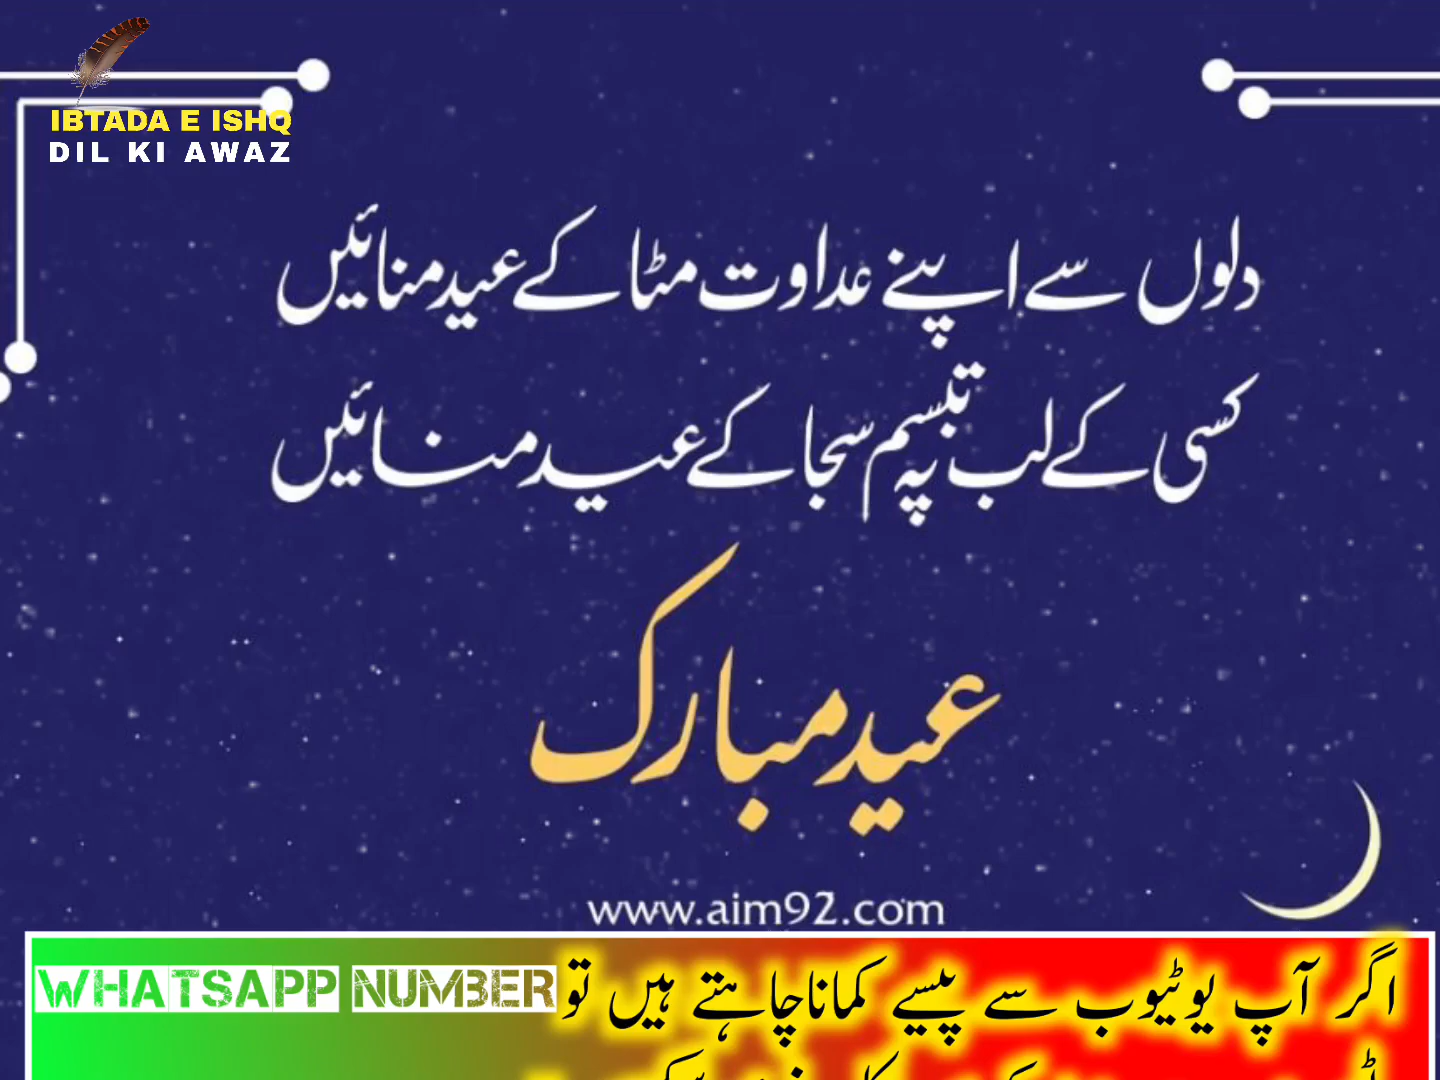 IBTADA E ISHQ
DIL KI AWAZ
دلوں سے اپنے عداوت مٹا کے عید منائیں
کسی کے لب پہ تبسم سجا کے عید منائیں
عید مبارک
www.aim92.com
اگر آپ یوٹیوب سے پیسے کمانا چاہتے ہیں تو
WHATSAPP NUMBER